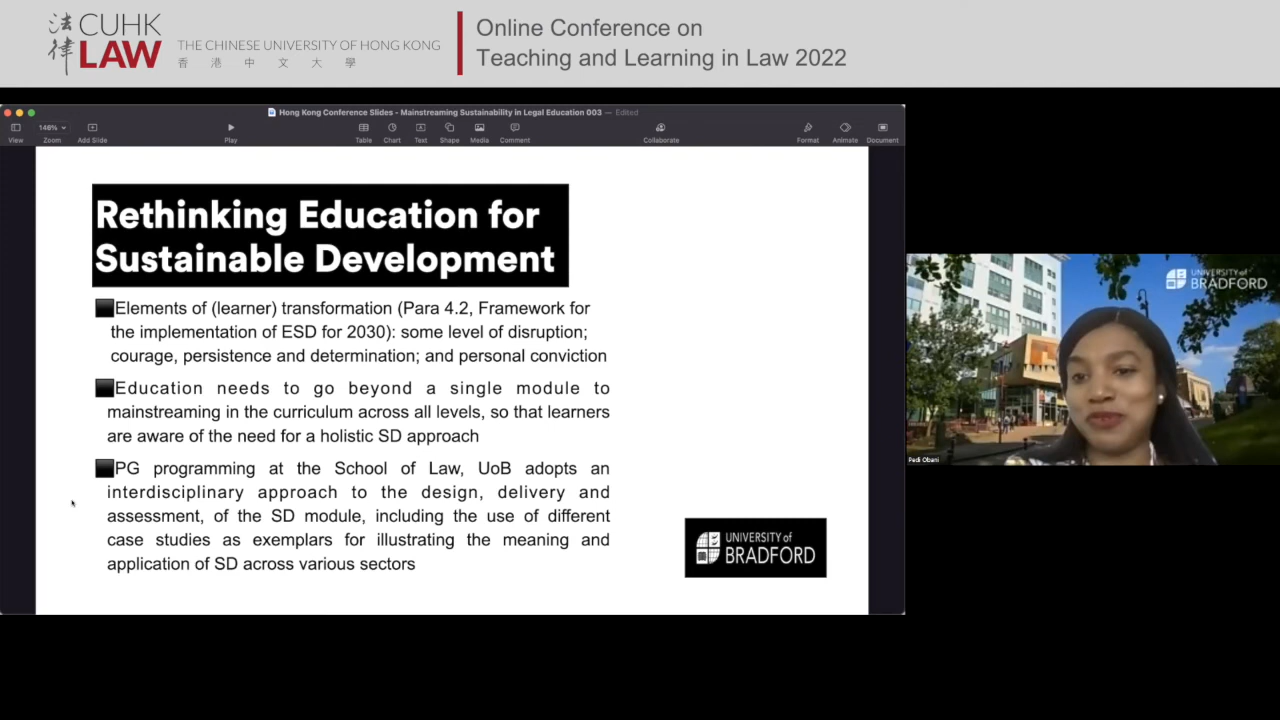 法律
CUHK
LAW
THE CHINESE UNIVERSITY OF HONG KONG
香港中文大學
Online Conference on
Teaching and Learning in Law 2022
Hong Kong Conference Slides - Mainstreaming Sustainability in Legal Education 003 — Edited
146%
View
Zoom
Add Slide
Play
Table
Chart
Text
Shape
Media
Comment
Collaborate
Format
Animate
Document
Rethinking Education for
Sustainable Development
Elements of (learner) transformation (Para 4.2, Framework for
the implementation of ESD for 2030): some level of disruption;
courage, persistence and determination; and personal conviction
Education needs to go beyond a single module to
mainstreaming in the curriculum across all levels, so that learners
are aware of the need for a holistic SD approach
PG programming at the School of Law, UoB adopts an
interdisciplinary approach to the design, delivery and
assessment, of the SD module, including the use of different
case studies as exemplars for illustrating the meaning and
application of SD across various sectors
UNIVERSITY of
BRADFORD
UNIVERSITY of
BRADFORD
Pedi Obani